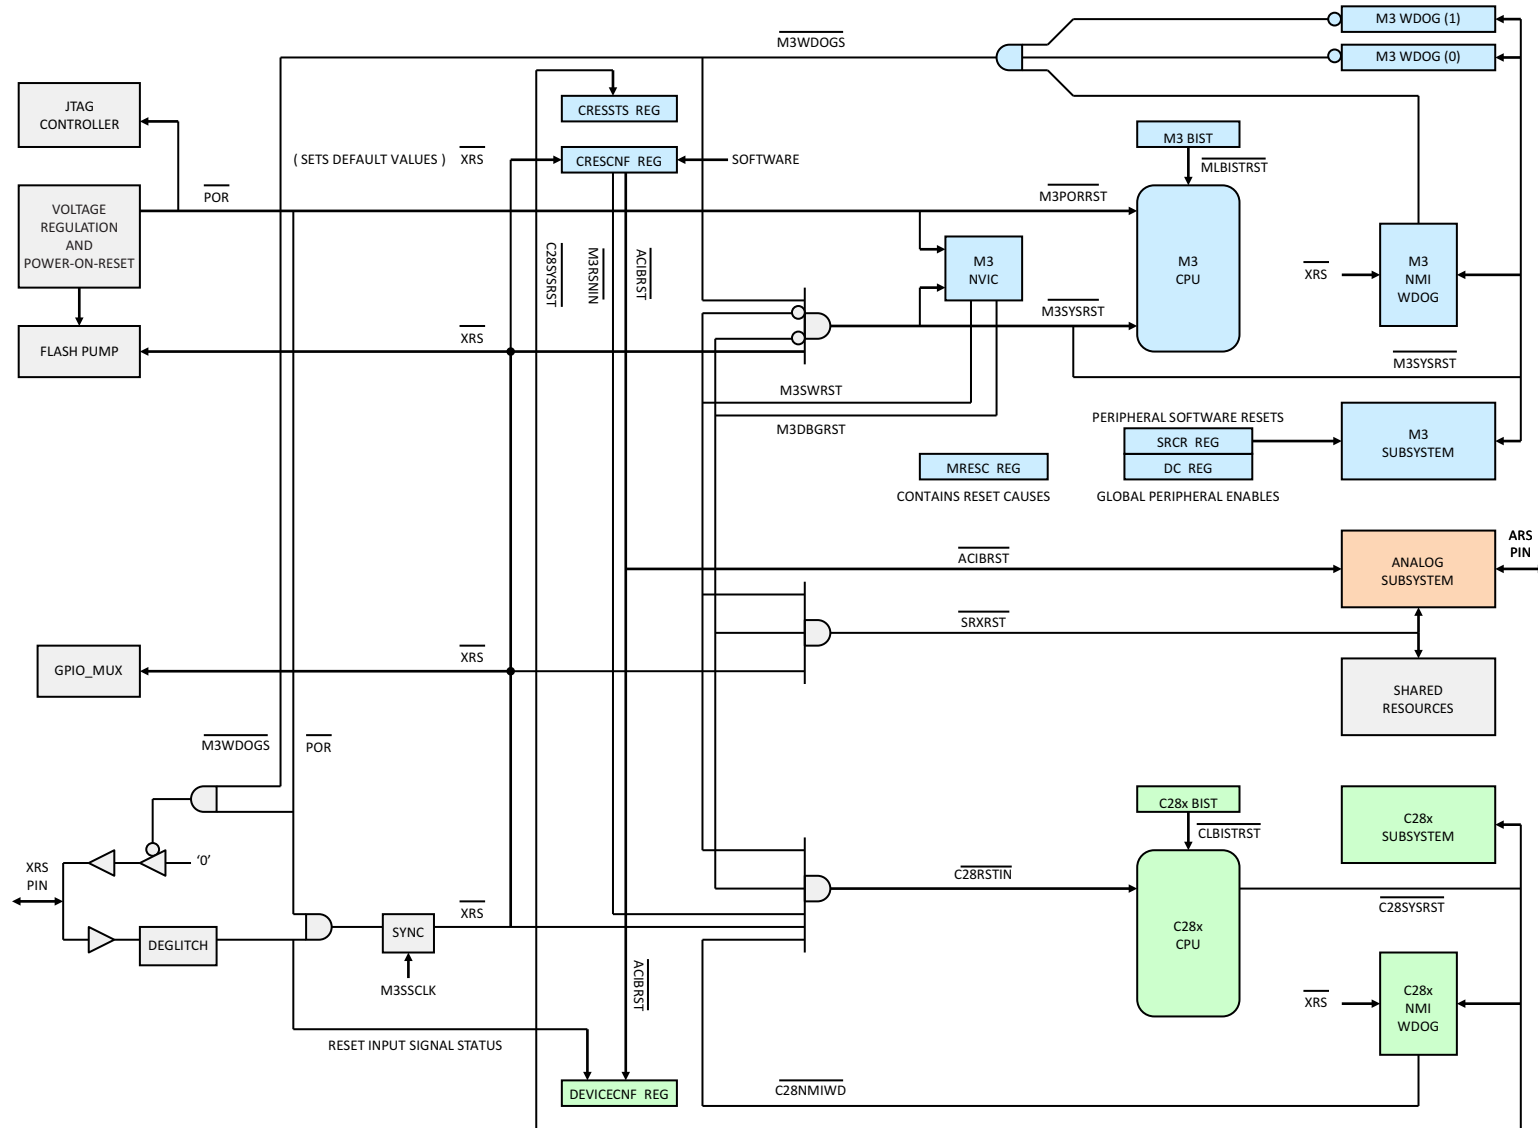 M3 WDOG (1)
M3WDOGS
M3 WDOG (0)
JTAG
CONTROLLER
CRESSTS REG
M3 BIST
( SETS DEFAULT VALUES )
XRS
CRESCNF REG
SOFTWARE
MLBISTRST
POR
M3PORRST
VOLTAGE
REGULATION
AND
POWER-ON-RESET
C28SYSRST
M3RSNIN
ACIBRST
M3
NVIC
M3
CPU
XRS
M3
NMI
WDOG
M3SYSRST
FLASH PUMP
XRS
M3SYSRST
M3SWRST
M3DBGRST
PERIPHERAL SOFTWARE RESETS
SRCR REG
DC REG
GLOBAL PERIPHERAL ENABLES
M3
SUBSYSTEM
MRESC REG
CONTAINS RESET CAUSES
ACIBRST
ANALOG
SUBSYSTEM
ARS
PIN
SRXRST
GPIO_MUX
XRS
SHARED
RESOURCES
M3WDOGS
POR
C28x BIST
CLBISTRST
C28x
SUBSYSTEM
XRS
PIN
‘0’
C28RSTIN
C28SYSRST
DEGLITCH
SYNC
XRS
C28x
CPU
M3SSCLK
ACIBRST
XRS
C28x
NMI
WDOG
RESET INPUT SIGNAL STATUS
DEVICECNF REG
C28NMIWD